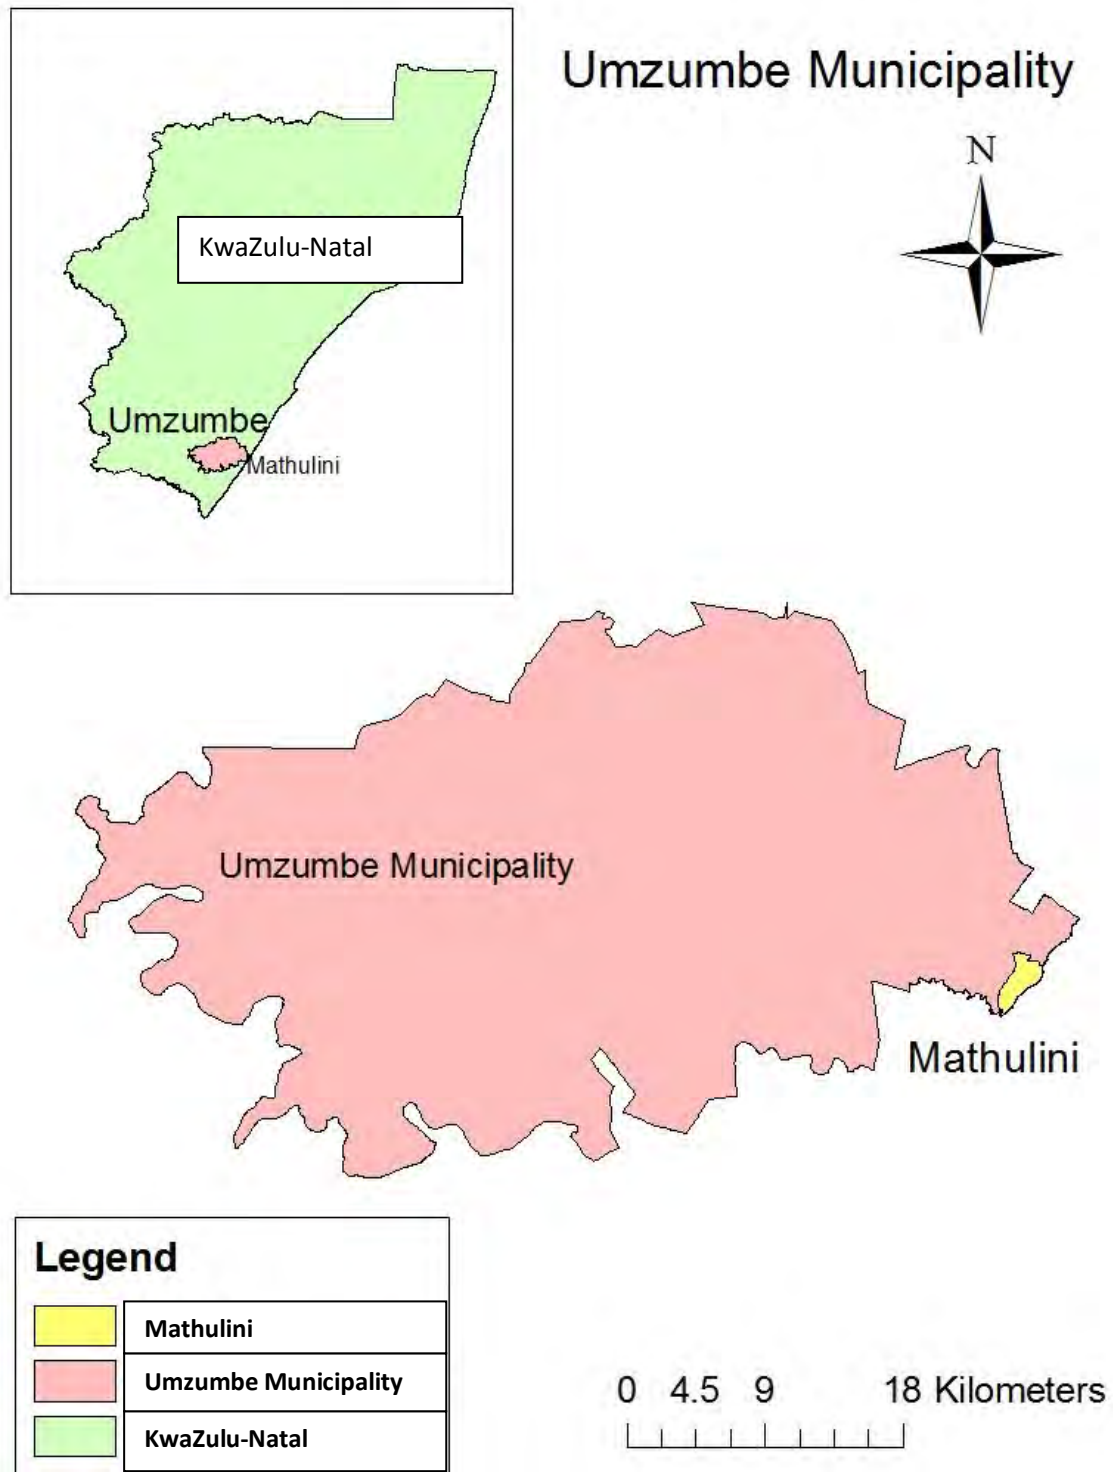 Umzumbe Municipality
N
KwaZulu-Natal
Umzumbe
Mathulini
Umzumbe Municipality
Mathulini
Legend
Mathulini
Umzumbe Municipality
KwaZulu-Natal
0 4.5 9 18 Kilometers